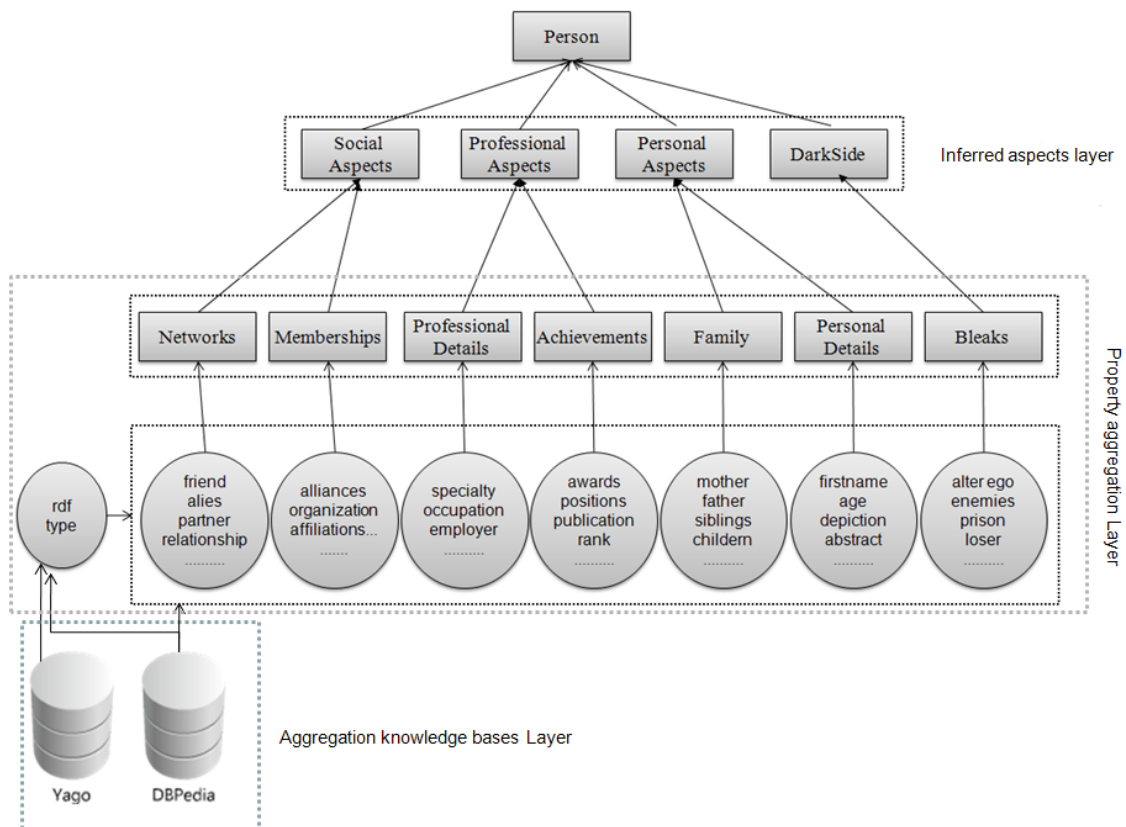 Person
Social
Aspects
Professional
Aspects
Personal
Aspects
DarkSide
Inferred aspects layer
Networks
Memberships
Professional
Details
Achievements
Family
Personal
Details
Bleaks
Property aggregation Layer
rdf
type
friend
alies
partner
relationship
..........
alliances
organization
affiliations...
.......
specialty
occupation
employer
..........
awards
positions
publication
rank
..........
mother
father
siblings
childern
..........
firstname
age
depiction
abstract
..........
alter ego
enemies
prison
loser
..........
Yago
DBPedia
Aggregation knowledge bases Layer